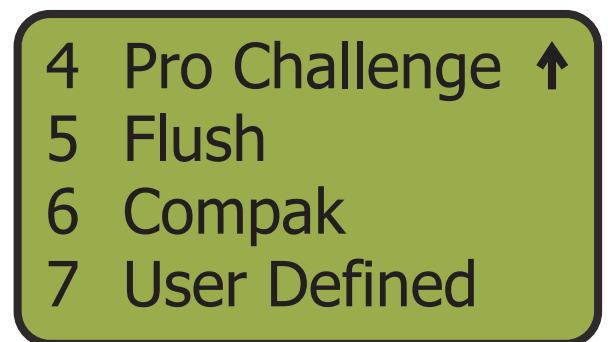 4 Pro Challenge ↑
5 Flush
6 Compak
7 User Defined